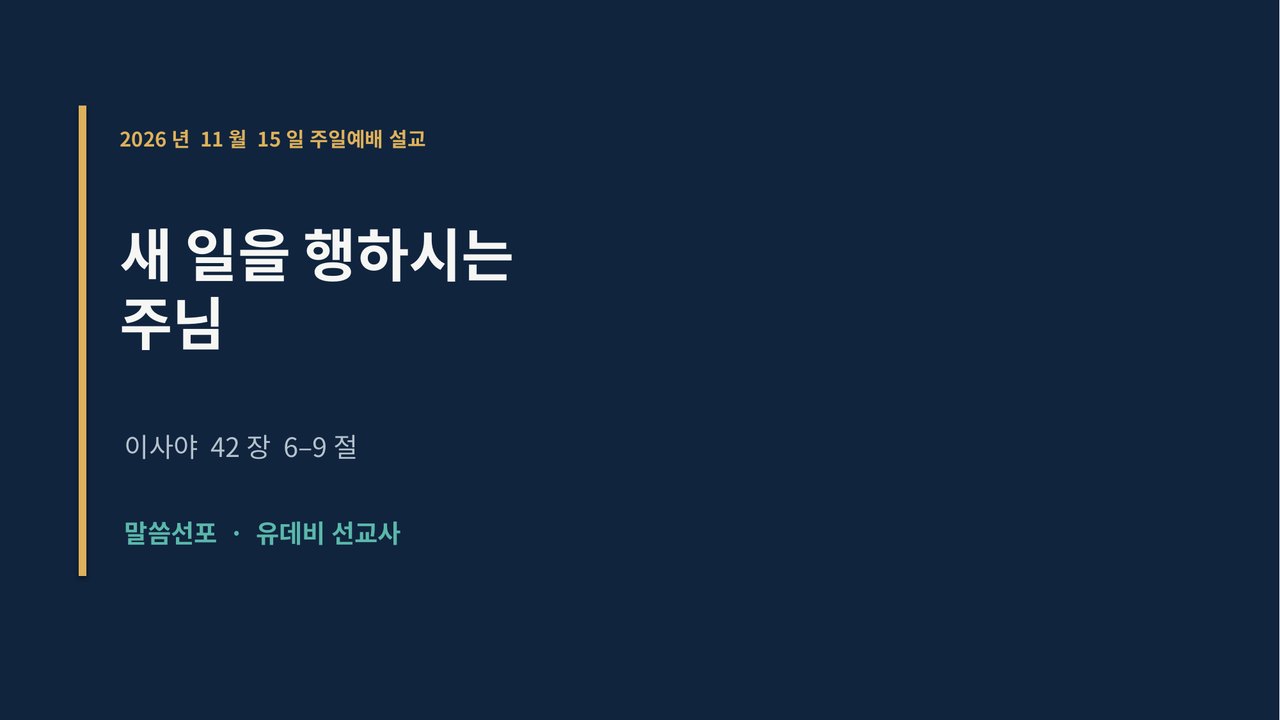 2026 년 11 월 15 일 주일예배 설교
새 일을 행하시는
주님
이사야 42 장 6–9 절
말씀선포 · 유데비 선교사